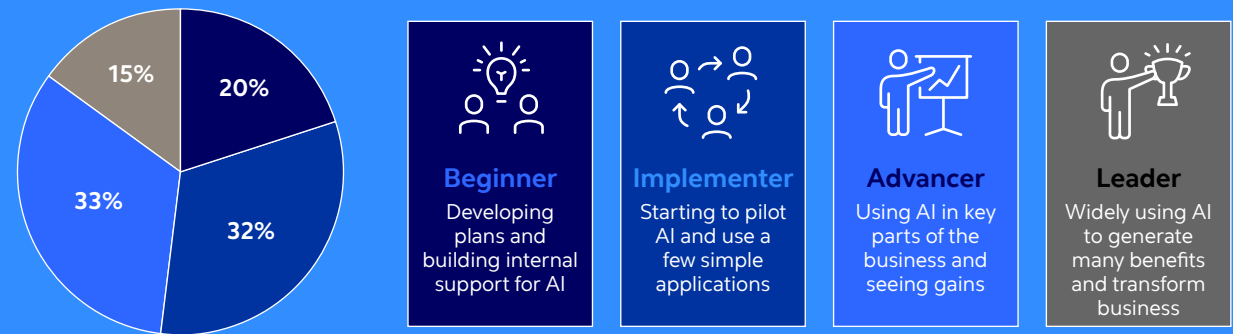 15%
20%
33%
32%
Beginner
Developing
plans and
building internal
support for AI
Implementer
Starting to pilot
AI and use a
few simple
applications
Advancer
Using AI in key
parts of the
business and
seeing gains
Leader
Widely using AI
to generate
many benefits
and transform
business